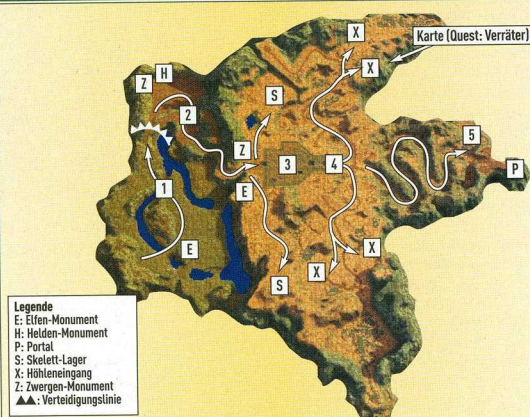 X
Karte (Quest: Verräter)
Z H
X
S
2
Z
5
3
4
P
1
E
E
X
S
X
Legende
E: Elfen-Monument
H: Helden-Monument
P: Portal
S: Skelett-Lager
X: Höhleneingang
Z: Zwergen-Monument
▲▲: Verteidigungslinie